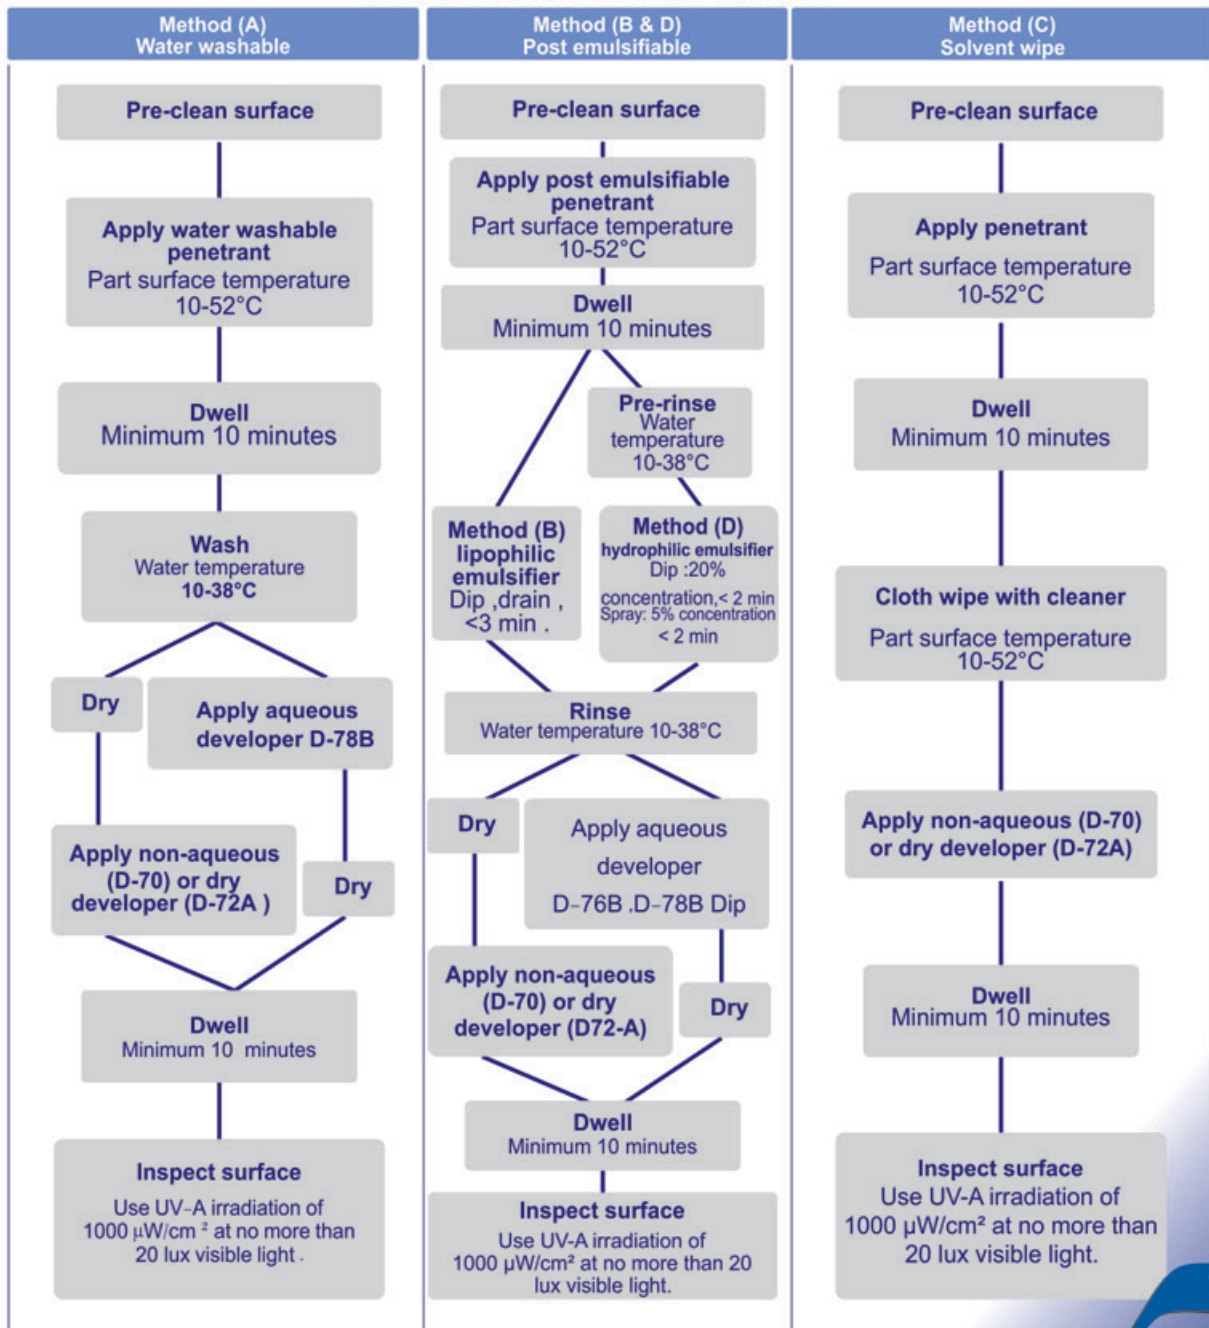 Method (A)
Water washable
Pre-clean surface
Apply water washable
penetrant
Part surface temperature
10-52°C
Dwell
Minimum 10 minutes
Wash
Water temperature
10-38°C
Dry
Apply aqueous
developer D-78B
Apply non-aqueous
(D-70) or dry
developer (D-72A )
Dry
Dwell
Minimum 10 minutes
Inspect surface
Use UV-A irradiation of
1000 µW/cm² at no more than
20 lux visible light .
Method (B & D)
Post emulsifiable
Pre-clean surface
Apply post emulsifiable
penetrant
Part surface temperature
10-52°C
Dwell
Minimum 10 minutes
Pre-rinse
Water
temperature
10-38°C
Method (B)
lipophilic
emulsifier
Dip ,drain ,
<3 min .
Method (D)
hydrophilic emulsifier
Dip :20%
concentration,< 2 min
Spray: 5% concentration
< 2 min
Rinse
Water temperature 10-38°C
Dry
Apply aqueous
developer
D-76B .D-78B Dip
Apply non-aqueous
(D-70) or dry
developer (D72-A)
Dry
Dwell
Minimum 10 minutes
Inspect surface
Use UV-A irradiation of
1000 µW/cm² at no more than 20
lux visible light.
Method (C)
Solvent wipe
Pre-clean surface
Apply penetrant
Part surface temperature
10-52°C
Dwell
Minimum 10 minutes
Cloth wipe with cleaner
Part surface temperature
10-52°C
Apply non-aqueous (D-70)
or dry developer (D-72A)
Dwell
Minimum 10 minutes
Inspect surface
Use UV-A irradiation of
1000 µW/cm² at no more than
20 lux visible light.